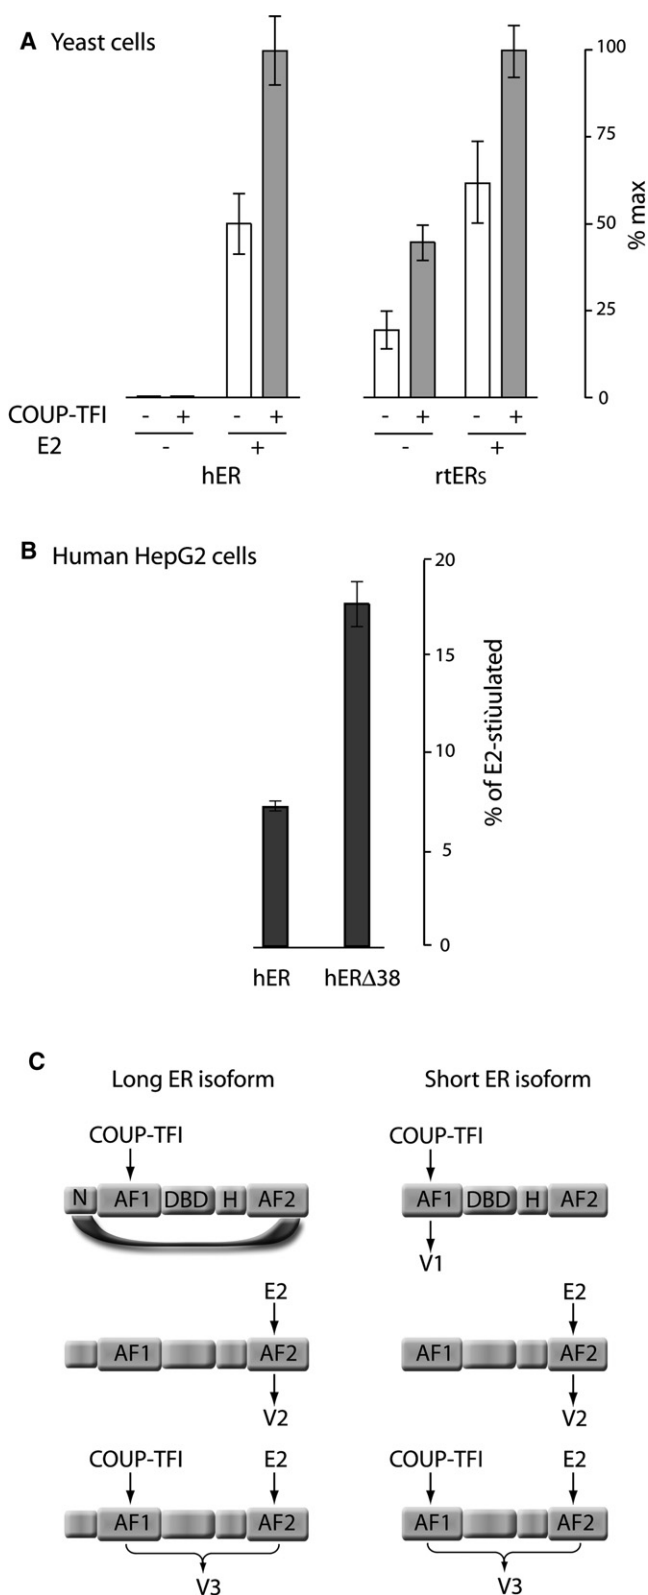 A Yeast cells
100
75
50
25
0
% max
COUP-TFI - + - + - + - +
E2 - + - +
hER rtERs
B Human HepG2 cells
20
15
10
5
0
% of E2-stiùulated
hER hERΔ38
C
Long ER isoform Short ER isoform
COUP-TFI COUP-TFI
N AF1 DBD H AF2 AF1 DBD H AF2
V1
E2 E2
AF1 AF2 AF1 AF2
V2 V2
COUP-TFI E2 COUP-TFI E2
AF1 AF2 AF1 AF2
V3 V3